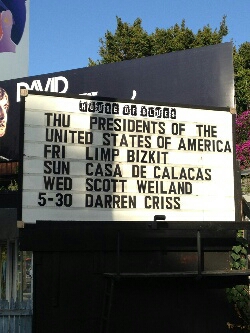 DAVID
HOUSE OF BLUES
THU PRESIDENTS OF THE
UNITED STATES OF AMERICA
FRI LIMP BIZKIT
SUN CASA DE CALACAS
WED SCOTT WEILAND
5-30 DARREN CRISS